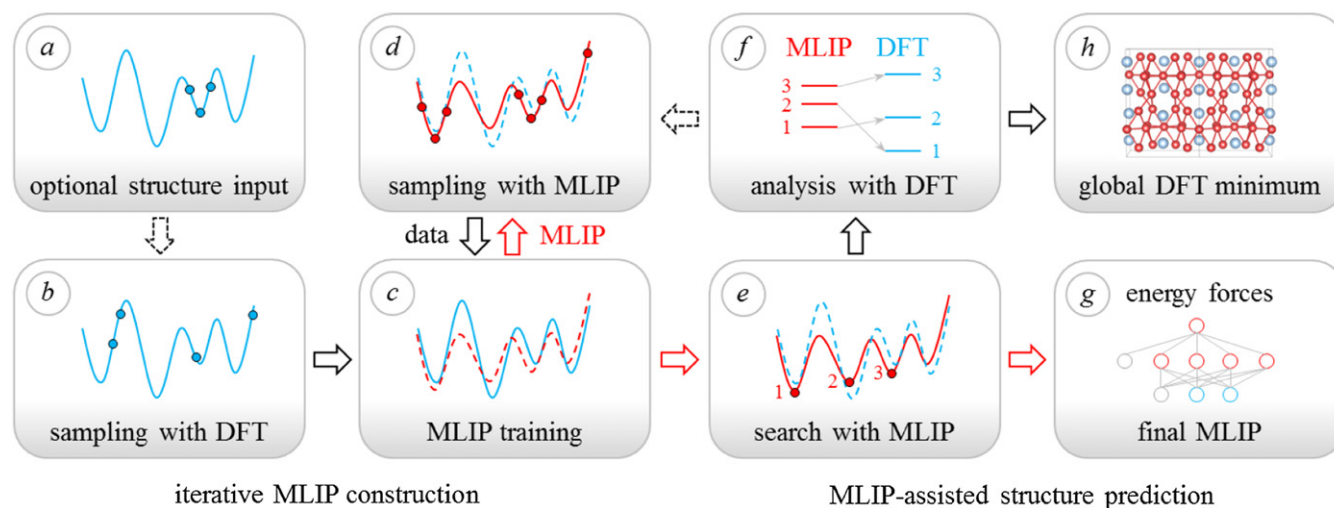 a
optional structure input
b
sampling with DFT
d
sampling with MLIP
data
MLIP
c
MLIP training
iterative MLIP construction
f
MLIP DFT
3
2
1
3
2
1
analysis with DFT
e
1
2
3
search with MLIP
h
global DFT minimum
g
energy forces
final MLIP
MLIP-assisted structure prediction